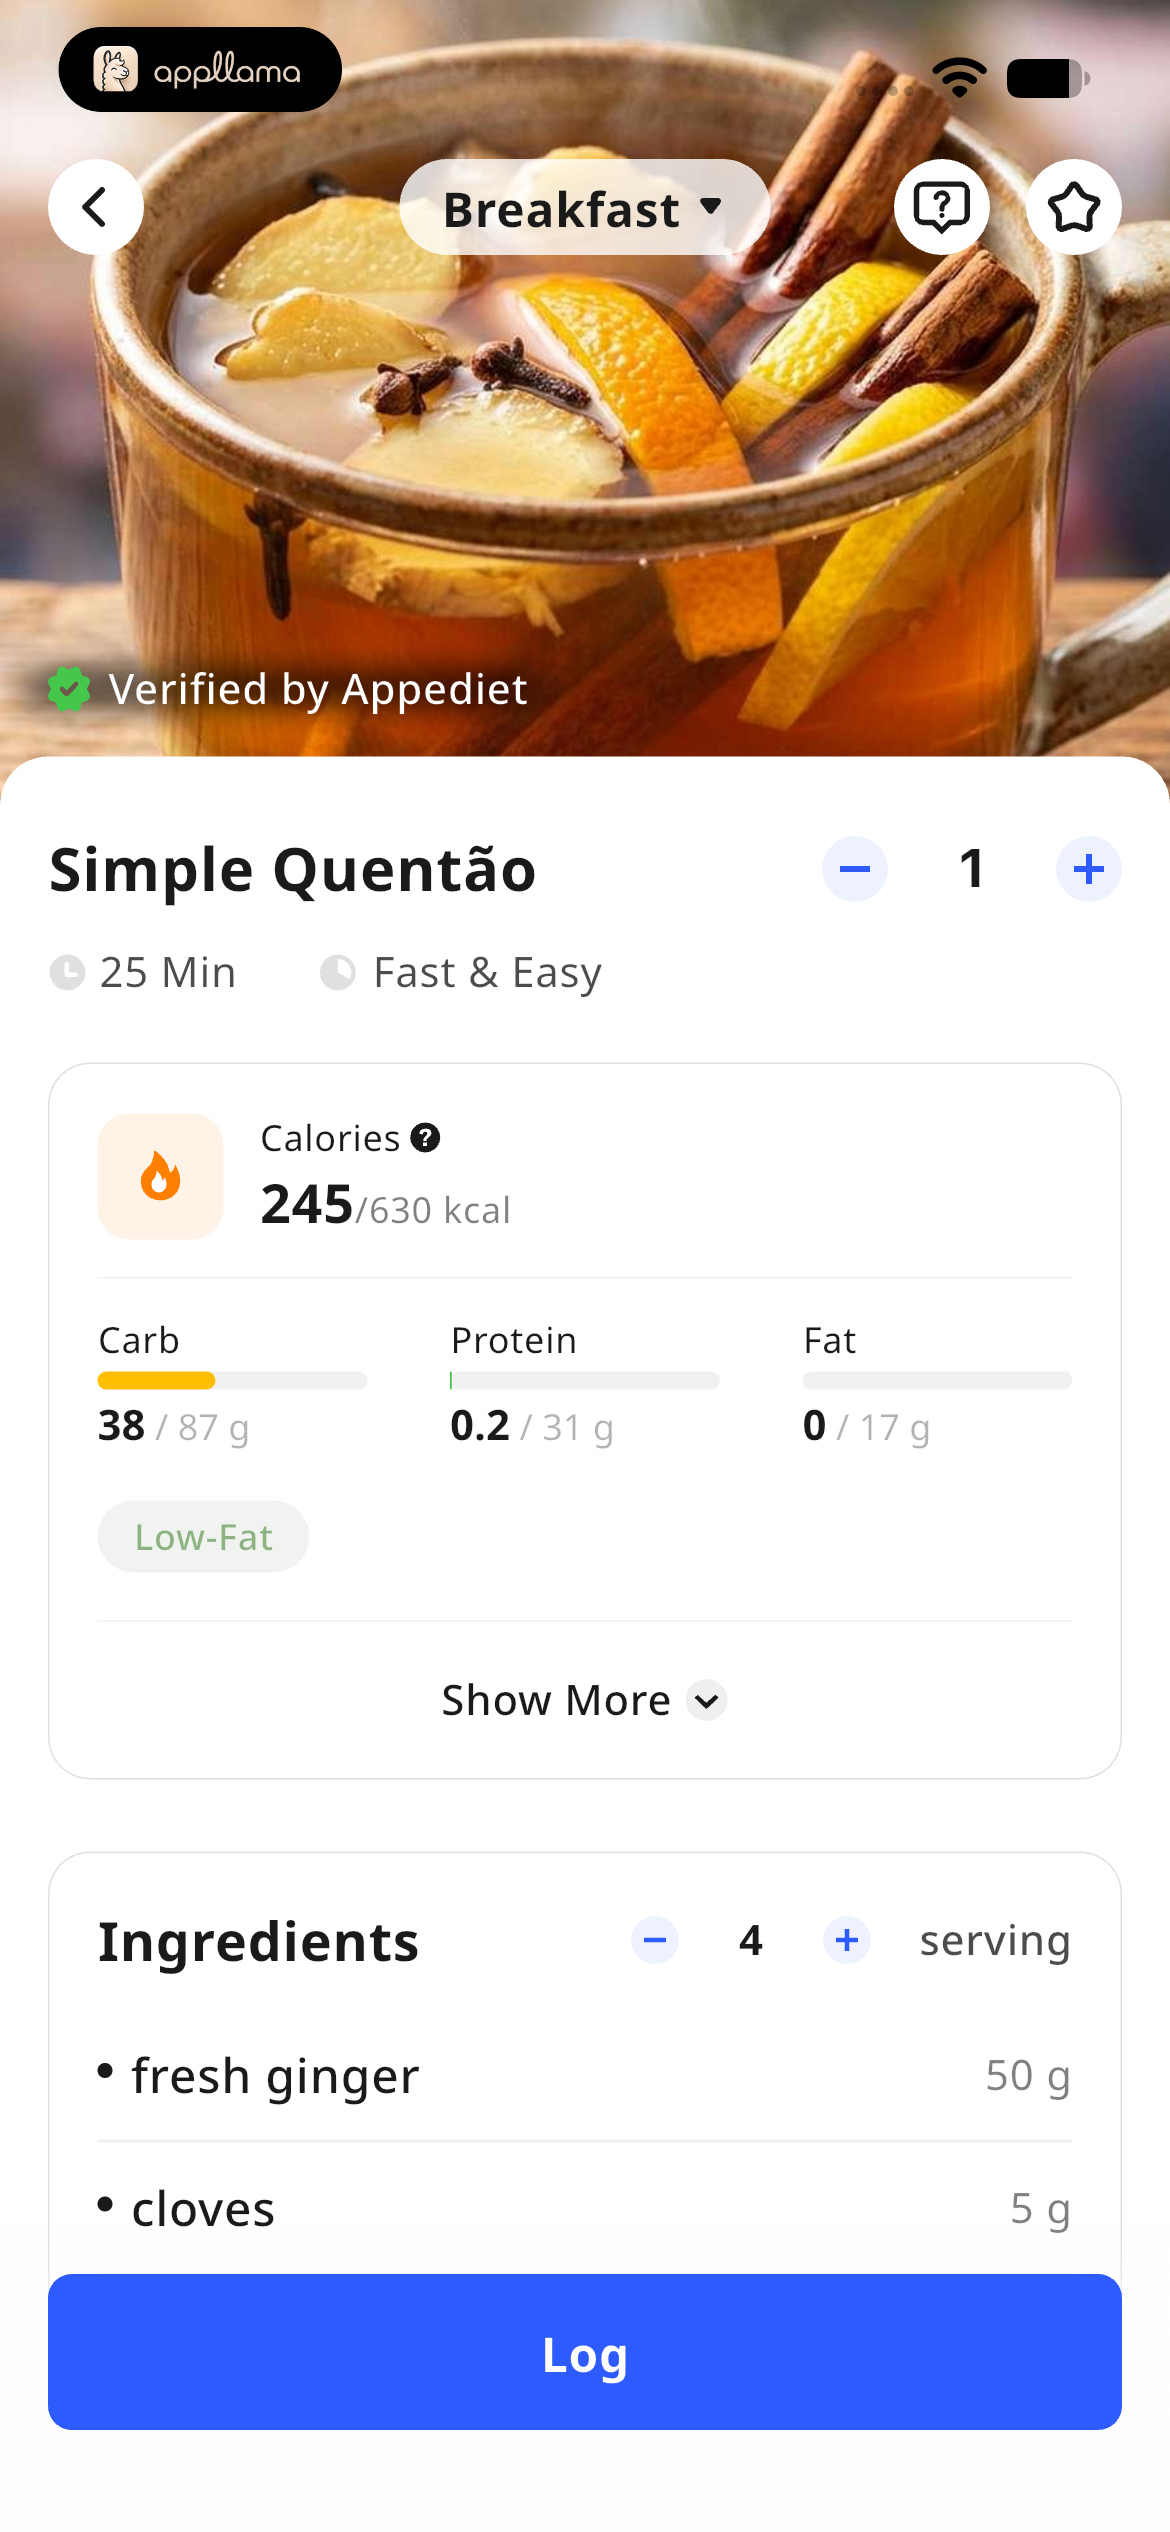 appllama
Breakfast
Verified by Appediet
Simple Quentão
1
25 Min
Fast & Easy
Calories
245/630 kcal
Carb
Protein
Fat
38 / 87 g
0.2 / 31 g
0 / 17 g
Low-Fat
Show More
Ingredients
4
serving
• fresh ginger
50 g
• cloves
5 g
Log